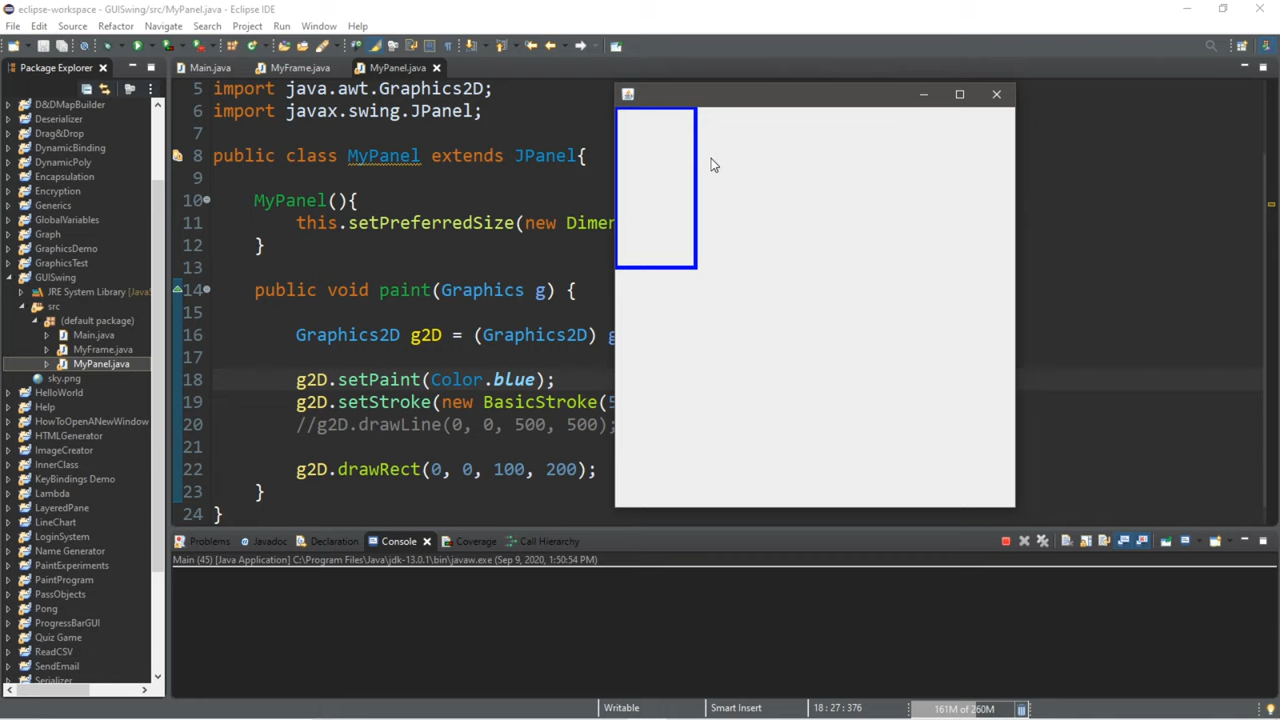 eclipse-workspace - GUISwing/src/MyPanel.java - Eclipse IDE
File Edit Source Refactor Navigate Search Project Run Window Help
Package Explorer
Main.java MyFrame.java MyPanel.java
D&DMapBuilder
Deserializer
Drag&Drop
DynamicBinding
DynamicPoly
Encapsulation
Encryption
Generics
GlobalVariables
Graph
GraphicsDemo
GraphicsTest
GUISwing
JRE System Library [Java
src
(default package)
Main.java
MyFrame.java
MyPanel.java
sky.png
HelloWorld
Help
HowToOpenANewWindow
HTMLGenerator
ImageCreator
InnerClass
KeyBindings Demo
Lambda
LayeredPane
LineChart
LoginSystem
Name Generator
PaintExperiments
PaintProgram
PassObjects
Pong
ProgressBarGUI
Quiz Game
ReadCSV
SendEmail
Serializer
5 import java.awt.Graphics2D;
6 import javax.swing.JPanel;
7
8 public class MyPanel extends JPanel{
9
10 MyPanel(){
11 this.setPreferredSize(new Dimen
12 }
13
14 public void paint(Graphics g) {
15
16 Graphics2D g2D = (Graphics2D) g
17
18 g2D.setPaint(Color.blue);
19 g2D.setStroke(new BasicStroke(5
20 //g2D.drawLine(0, 0, 500, 500);
21
22 g2D.drawRect(0, 0, 100, 200);
23 }
24 }
Problems Javadoc Declaration Console Coverage Call Hierarchy
Main (45) [Java Application] C:\Program Files\Java\jdk-13.0.1\bin\javaw.exe (Sep 9, 2020, 1:50:54 PM)
Writable Smart Insert 18 : 27 : 376 161M of 260M